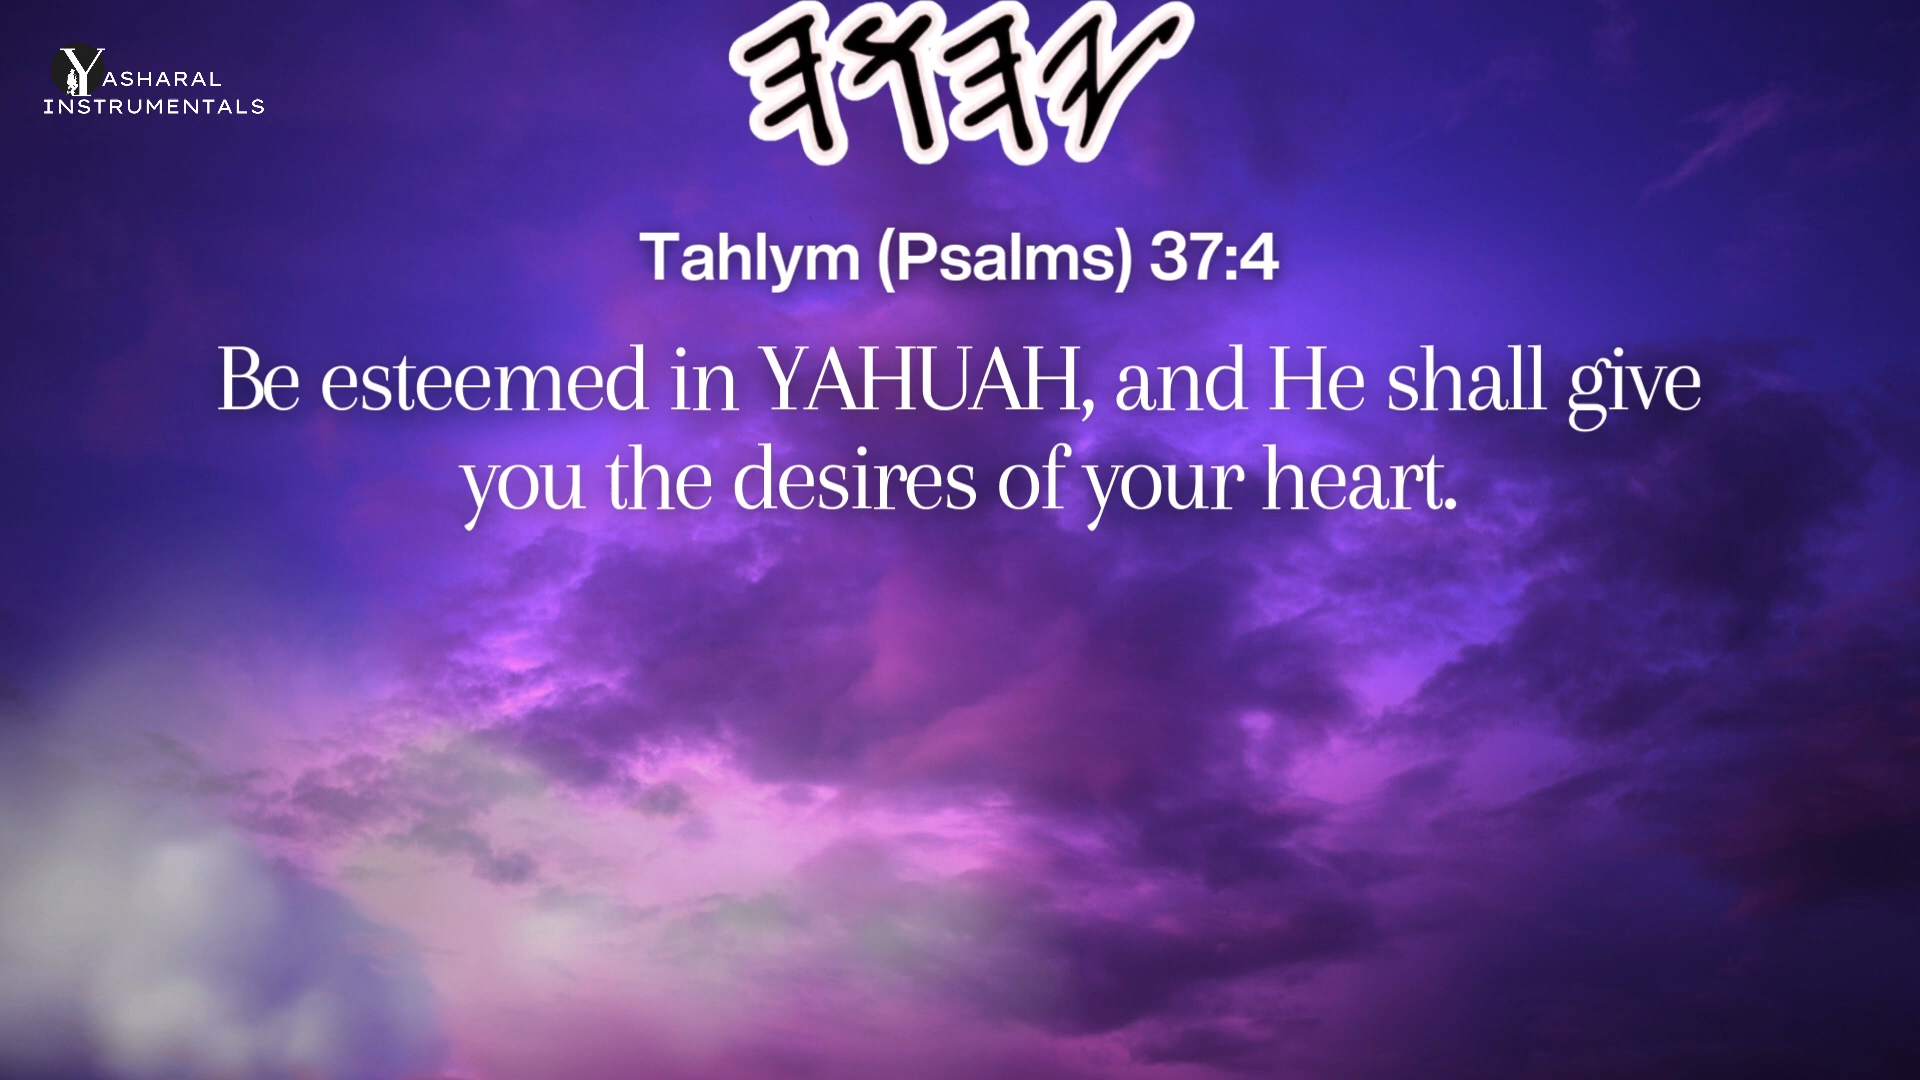 𐤉𐤄𐤅𐤄
YASHARAL
INSTRUMENTALS
Tahlym (Psalms) 37:4
Be esteemed in YAHUAH, and He shall give
you the desires of your heart.